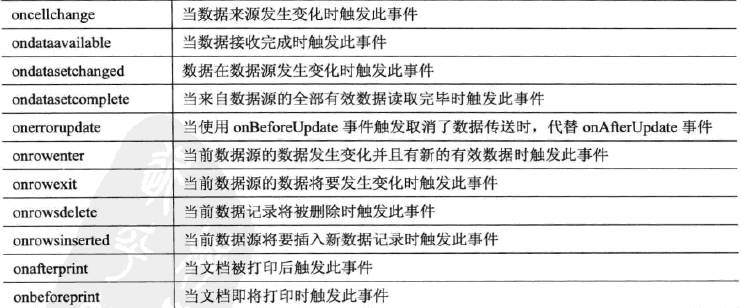 oncellchange 当数据来源发生变化时触发此事件
ondataavailable 当数据接收完成时触发此事件
ondatasetchanged 数据在数据源发生变化时触发此事件
ondatasetcomplete 当来自数据源的全部有效数据读取完毕时触发此事件
onerrorupdate 当使用 onBeforeUpdate 事件触发取消了数据传送时，代替 onAfterUpdate 事件
onrowenter 当前数据源的数据发生变化并且有新的有效数据时触发此事件
onrowexit 当前数据源的数据将要发生变化时触发此事件
onrowsdelete 当前数据记录将被删除时触发此事件
onrowsinserted 当前数据源将要插入新数据记录时触发此事件
onafterprint 当文档被打印后触发此事件
onbeforeprint 当文档即将打印时触发此事件